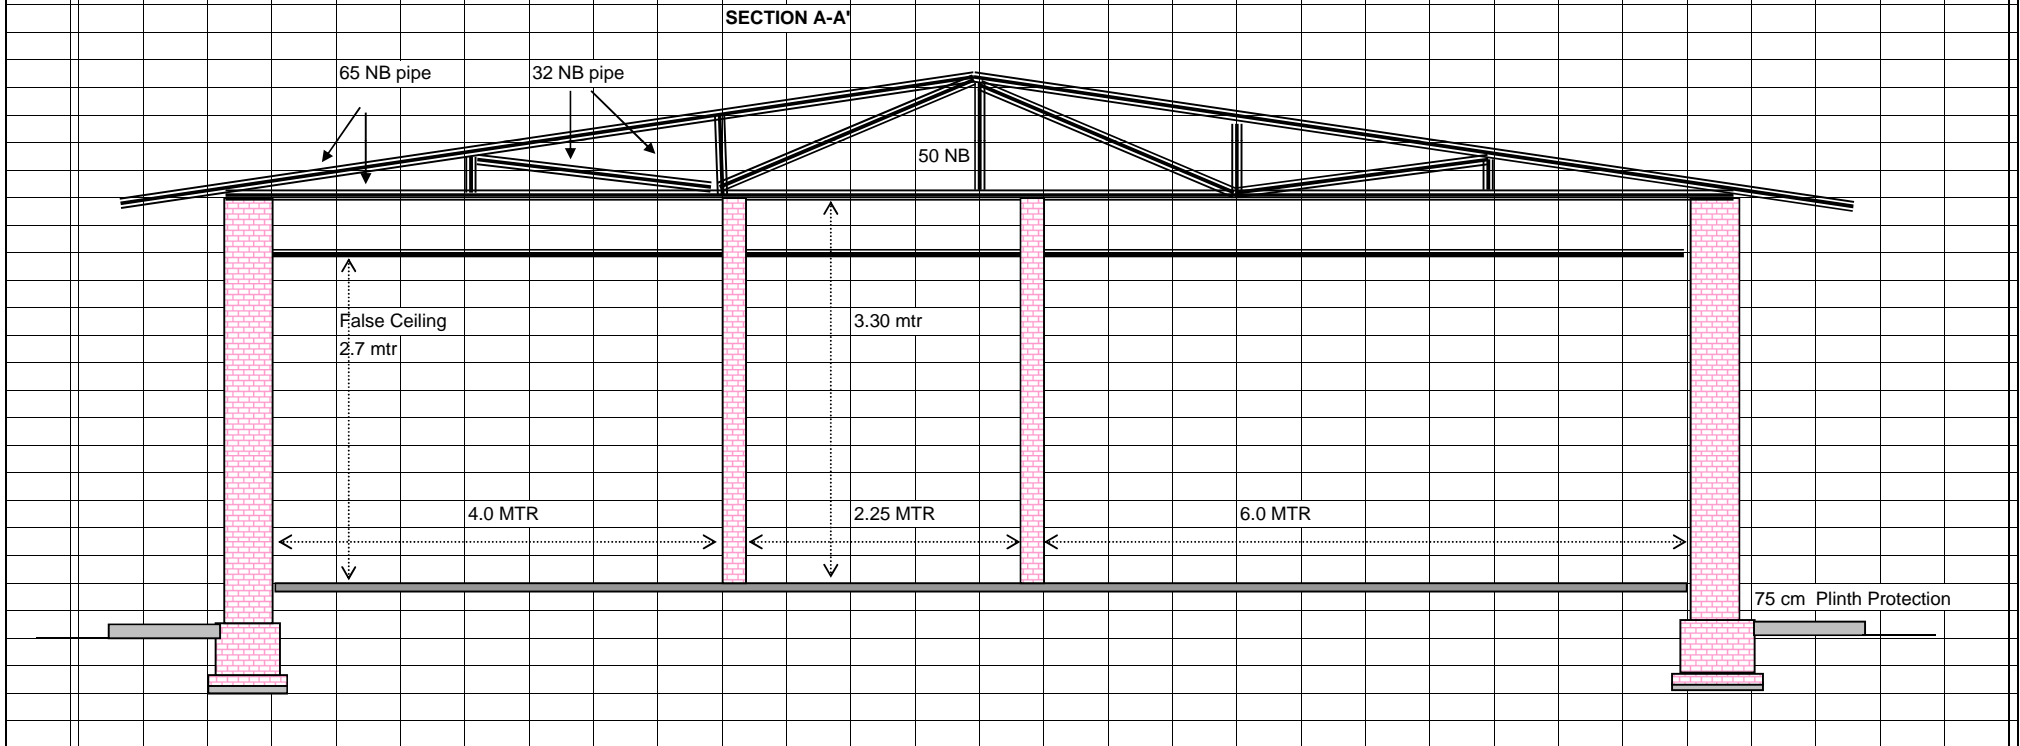 SECTION A-A'
65 NB pipe
32 NB pipe
50 NB
False Ceiling
2.7 mtr
3.30 mtr
4.0 MTR
2.25 MTR
6.0 MTR
75 cm  Plinth Protection